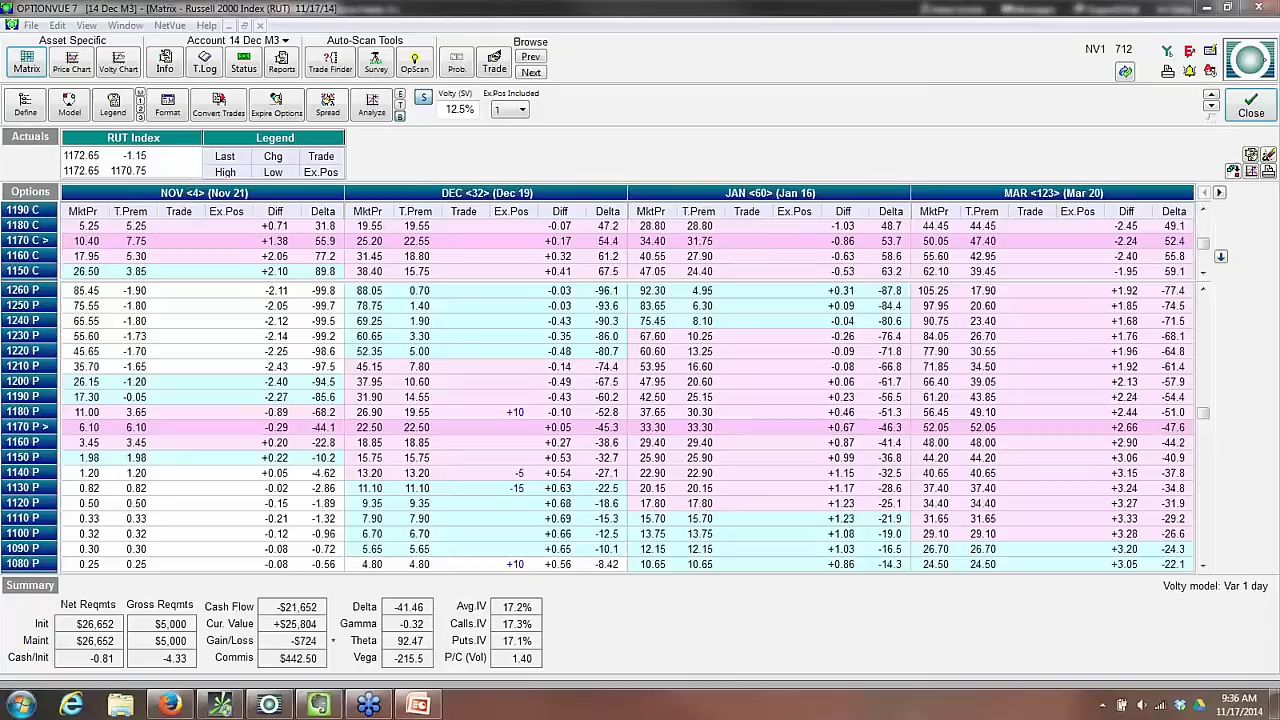 OPTIONVUE 7 [14 Dec M3] - [Matrix - Russell 2000 Index (RUT) 11/17/14]
File Edit View Window NetVue Help
Asset Specific Account 14 Dec M3 Auto-Scan Tools Browse
Matrix Price Chart Volty Chart Info T.Log Status Reports Trade Finder Survey OpScan Prob. Trade Prev Next NV1 712
Define Model Legend M 1 2 3 Format Convert Trades Expire Options Spread Analyze E T B S Volty (SV) 12.5% Ex.Pos Included 1 Close
Actuals RUT Index Legend
1172.65 -1.15 Last Chg Trade
1172.65 1170.75 High Low Ex.Pos
Options NOV <4> (Nov 21) DEC <32> (Dec 19) JAN <60> (Jan 16) MAR <123> (Mar 20)
1190 C MktPr T.Prem Trade Ex.Pos Diff Delta MktPr T.Prem Trade Ex.Pos Diff Delta MktPr T.Prem Trade Ex.Pos Diff Delta MktPr T.Prem Trade Ex.Pos Diff Delta
1180 C 5.25 5.25 +0.71 31.8 19.55 19.55 -0.07 47.2 28.80 28.80 -1.03 48.7 44.45 44.45 -2.45 49.1
1170 C > 10.40 7.75 +1.38 55.9 25.20 22.55 +0.17 54.4 34.40 31.75 -0.86 53.7 50.05 47.40 -2.24 52.4
1160 C 17.95 5.30 +2.05 77.2 31.45 18.80 +0.32 61.2 40.55 27.90 -0.63 58.6 55.60 42.95 -2.40 55.8
1150 C 26.50 3.85 +2.10 89.8 38.40 15.75 +0.41 67.5 47.05 24.40 -0.53 63.2 62.10 39.45 -1.95 59.1
1260 P 85.45 -1.90 -2.11 -99.8 88.05 0.70 -0.03 -96.1 92.30 4.95 +0.31 -87.8 105.25 17.90 +1.92 -77.4
1250 P 75.55 -1.80 -2.05 -99.7 78.75 1.40 -0.03 -93.6 83.65 6.30 +0.09 -84.4 97.95 20.60 +1.85 -74.5
1240 P 65.55 -1.80 -2.12 -99.5 69.25 1.90 -0.43 -90.3 75.45 8.10 -0.04 -80.6 90.75 23.40 +1.68 -71.5
1230 P 55.60 -1.73 -2.14 -99.2 60.65 3.30 -0.35 -86.0 67.60 10.25 -0.26 -76.4 84.05 26.70 +1.76 -68.1
1220 P 45.65 -1.70 -2.25 -98.6 52.35 5.00 -0.48 -80.7 60.60 13.25 -0.09 -71.8 77.90 30.55 +1.96 -64.8
1210 P 35.70 -1.65 -2.43 -97.5 45.15 7.80 -0.14 -74.4 53.95 16.60 -0.08 -66.8 71.85 34.50 +1.92 -61.4
1200 P 26.15 -1.20 -2.40 -94.5 37.95 10.60 -0.49 -67.5 47.95 20.60 +0.06 -61.7 66.40 39.05 +2.13 -57.9
1190 P 17.30 -0.05 -2.27 -85.6 31.90 14.55 -0.43 -60.2 42.50 25.15 +0.23 -56.5 61.20 43.85 +2.24 -54.4
1180 P 11.00 3.65 -0.89 -68.2 26.90 19.55 +10 -0.10 -52.8 37.65 30.30 +0.46 -51.3 56.45 49.10 +2.44 -51.0
1170 P > 6.10 6.10 -0.29 -44.1 22.50 22.50 +0.05 -45.3 33.30 33.30 +0.67 -46.3 52.05 52.05 +2.66 -47.6
1160 P 3.45 3.45 +0.20 -22.8 18.85 18.85 +0.27 -38.6 29.40 29.40 +0.87 -41.4 48.00 48.00 +2.90 -44.2
1150 P 1.98 1.98 +0.22 -10.2 15.75 15.75 +0.53 -32.7 25.90 25.90 +0.99 -36.8 44.20 44.20 +3.06 -40.9
1140 P 1.20 1.20 +0.05 -4.62 13.20 13.20 -5 +0.54 -27.1 22.90 22.90 +1.15 -32.5 40.65 40.65 +3.15 -37.8
1130 P 0.82 0.82 -0.02 -2.86 11.10 11.10 -15 +0.63 -22.5 20.15 20.15 +1.17 -28.6 37.40 37.40 +3.24 -34.8
1120 P 0.50 0.50 -0.15 -1.89 9.35 9.35 +0.68 -18.6 17.80 17.80 +1.23 -25.1 34.40 34.40 +3.27 -31.9
1110 P 0.33 0.33 -0.21 -1.32 7.90 7.90 +0.69 -15.3 15.70 15.70 +1.23 -21.9 31.65 31.65 +3.33 -29.2
1100 P 0.32 0.32 -0.12 -0.96 6.70 6.70 +0.66 -12.5 13.75 13.75 +1.08 -19.0 29.10 29.10 +3.28 -26.6
1090 P 0.30 0.30 -0.08 -0.72 5.65 5.65 +0.65 -10.1 12.15 12.15 +1.03 -16.5 26.70 26.70 +3.20 -24.3
1080 P 0.25 0.25 -0.08 -0.56 4.80 4.80 +10 +0.56 -8.42 10.65 10.65 +0.86 -14.3 24.50 24.50 +3.05 -22.1
Summary Volty model: Var 1 day
Net Reqmts Gross Reqmts Cash Flow -$21,652 Delta -41.46 Avg.IV 17.2%
Init $26,652 $5,000 Cur. Value +$25,804 Gamma -0.32 Calls.IV 17.3%
Maint $26,652 $5,000 Gain/Loss -$724 * Theta 92.47 Puts.IV 17.1%
Cash/Init -0.81 -4.33 Commis $442.50 Vega -215.5 P/C (Vol) 1.40
9:36 AM
11/17/2014